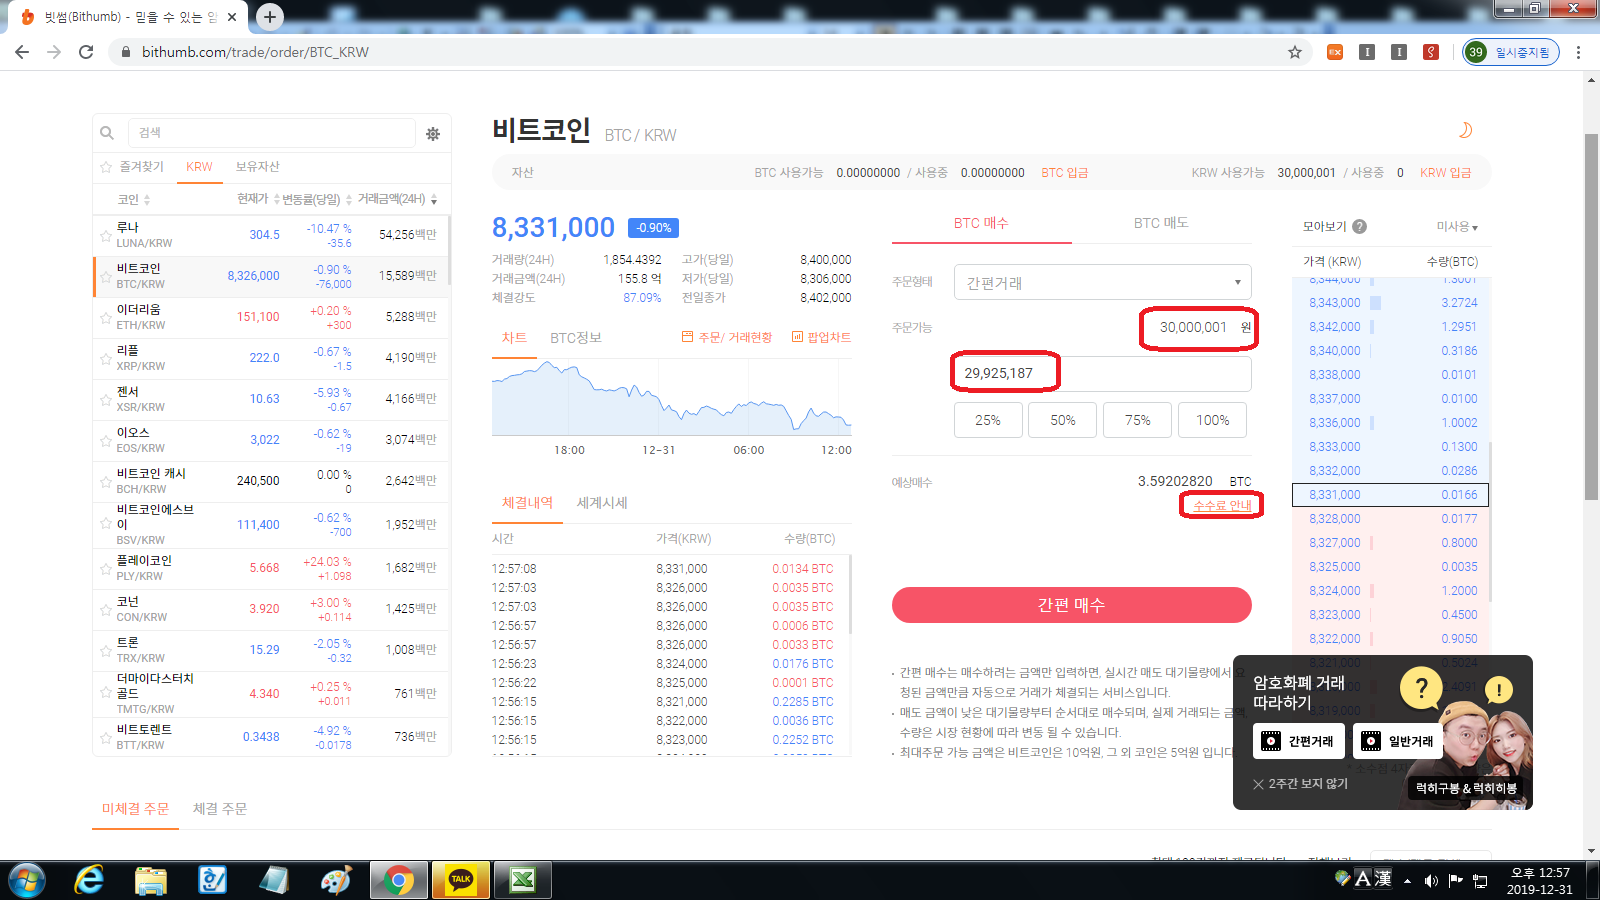 빗썸(Bithumb) - 믿을 수 있는 암
bithumb.com/trade/order/BTC_KRW
39 일시중지됨
검색
즐겨찾기 KRW 보유자산
코인 현재가 변동률(당일) 거래금액(24H)
루나 304.5 -10.47 % 54,256백만
LUNA/KRW -35.6
비트코인 8,326,000 -0.90 % 15,589백만
BTC/KRW -76,000
이더리움 151,100 +0.20 % 5,288백만
ETH/KRW +300
리플 222.0 -0.67 % 4,190백만
XRP/KRW -1.5
젠서 10.63 -5.93 % 4,166백만
XSR/KRW -0.67
이오스 3,022 -0.62 % 3,074백만
EOS/KRW -19
비트코인 캐시 240,500 0.00 % 2,642백만
BCH/KRW 0
비트코인에스브
이 111,400 -0.62 % 1,952백만
BSV/KRW -700
플레이코인 5.668 +24.03 % 1,682백만
PLY/KRW +1.098
코넌 3.920 +3.00 % 1,425백만
CON/KRW +0.114
트론 15.29 -2.05 % 1,008백만
TRX/KRW -0.32
더마이다스터치
골드 4.340 +0.25 % 761백만
TMTG/KRW +0.011
비트토렌트 0.3438 -4.92 % 736백만
BTT/KRW -0.0178
비트코인 BTC / KRW
자산 BTC 사용가능 0.00000000 / 사용중 0.00000000 BTC 입금 KRW 사용가능 30,000,001 / 사용중 0 KRW 입금
8,331,000 -0.90%
거래량(24H) 1,854.4392 고가(당일) 8,400,000
거래금액(24H) 155.8 억 저가(당일) 8,306,000
체결강도 87.09% 전일종가 8,402,000
차트 BTC정보 주문/ 거래현황 팝업차트
18:00 12-31 06:00 12:00
체결내역 세계시세
시간 가격(KRW) 수량(BTC)
12:57:08 8,331,000 0.0134 BTC
12:57:03 8,326,000 0.0035 BTC
12:57:03 8,326,000 0.0035 BTC
12:56:57 8,326,000 0.0006 BTC
12:56:57 8,326,000 0.0033 BTC
12:56:23 8,324,000 0.0176 BTC
12:56:22 8,325,000 0.0001 BTC
12:56:15 8,321,000 0.2285 BTC
12:56:15 8,322,000 0.0036 BTC
12:56:15 8,323,000 0.2252 BTC
BTC 매수 BTC 매도
주문형태 간편거래
주문가능 30,000,001 원
29,925,187
25% 50% 75% 100%
예상매수 3.59202820 BTC
수수료 안내
간편 매수
· 간편 매수는 매수하려는 금액만 입력하면, 실시간 매도 대기물량에서 요
청된 금액만큼 자동으로 거래가 체결되는 서비스입니다.
· 매도 금액이 낮은 대기물량부터 순서대로 매수되며, 실제 거래되는 금액,
수량은 시장 현황에 따라 변동 될 수 있습니다.
· 최대주문 가능 금액은 비트코인은 10억원, 그 외 코인은 5억원 입니다
모아보기 ? 미사용
가격 (KRW) 수량(BTC)
8,344,000 1.3001
8,343,000 3.2724
8,342,000 1.2951
8,340,000 0.3186
8,338,000 0.0101
8,337,000 0.0100
8,336,000 1.0002
8,333,000 0.1300
8,332,000 0.0286
8,331,000 0.0166
8,328,000 0.0177
8,327,000 0.8000
8,325,000 0.0035
8,324,000 1.2000
8,323,000 0.4500
8,322,000 0.9050
8,321,000 0.5024
8,319,000
암호화폐 거래
따라하기
? !
간편거래 일반거래
2주간 보지 않기
럭히구봉 & 럭히히봉
미체결 주문 체결 주문
TALK
A 漢
오후 12:57
2019-12-31